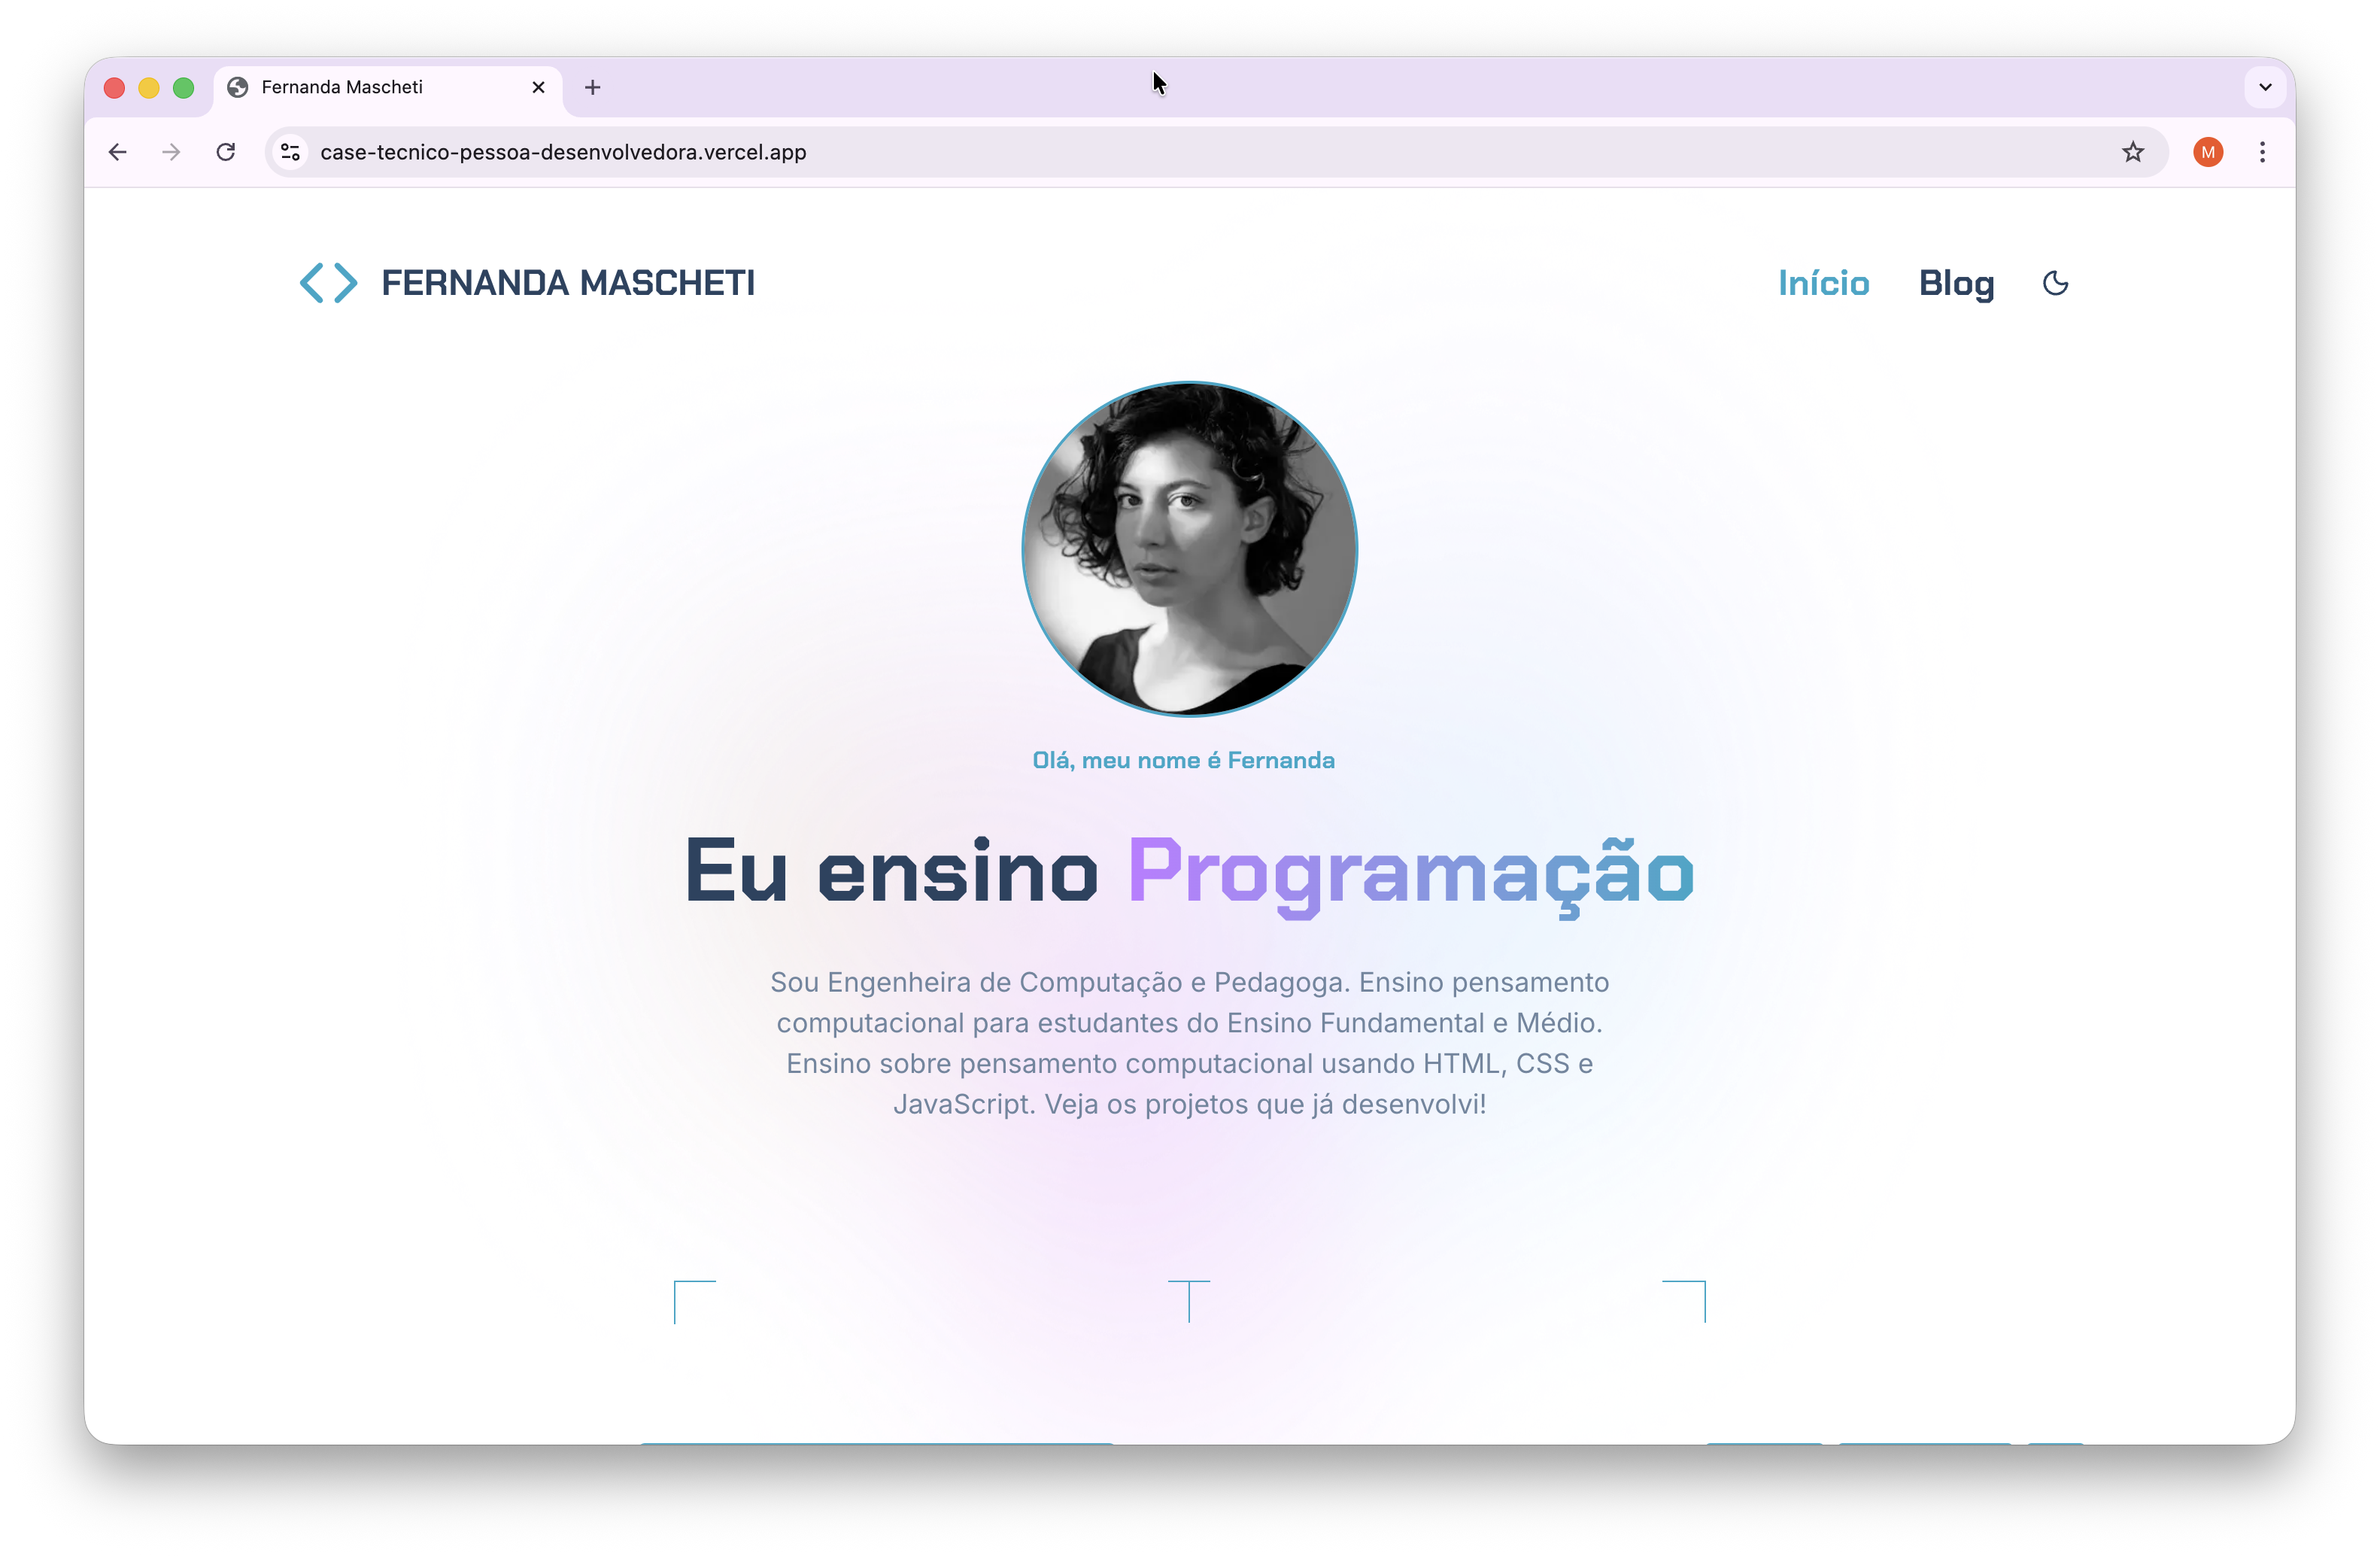 Fernanda Mascheti
case-tecnico-pessoa-desenvolvedora.vercel.app
M
FERNANDA MASCHETI
Início Blog
Olá, meu nome é Fernanda
Eu ensino Programação
Sou Engenheira de Computação e Pedagoga. Ensino pensamento
computacional para estudantes do Ensino Fundamental e Médio.
Ensino sobre pensamento computacional usando HTML, CSS e
JavaScript. Veja os projetos que já desenvolvi!